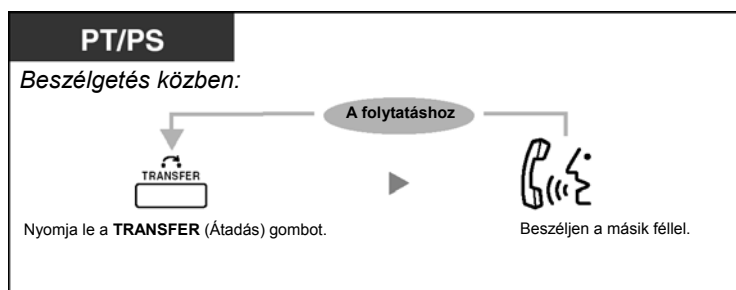 PT/PS
Beszélgetés közben:
A folytatáshoz
TRANSFER
Nyomja le a TRANSFER (Átadás) gombot.
Beszéljen a másik féllel.